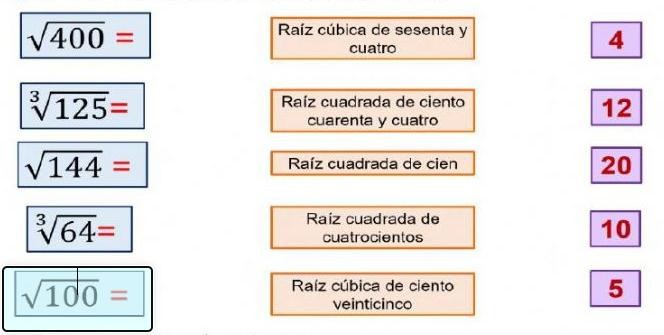 √400 =
Raíz cúbica de sesenta y
cuatro
4
∛125=
Raíz cuadrada de ciento
cuarenta y cuatro
12
√144 =
Raíz cuadrada de cien
20
∛64=
Raíz cuadrada de
cuatrocientos
10
√100 =
Raíz cúbica de ciento
veinticinco
5